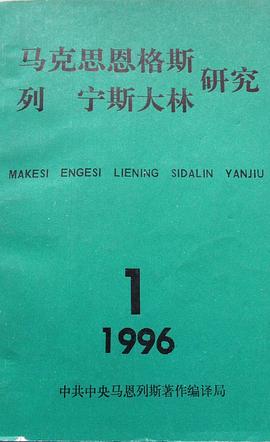 马克思恩格斯
列 宁斯大林 研究
MAKESI ENGESI LIENING SIDALIN YANJIU
1
1996
中共中央马恩列斯著作编译局